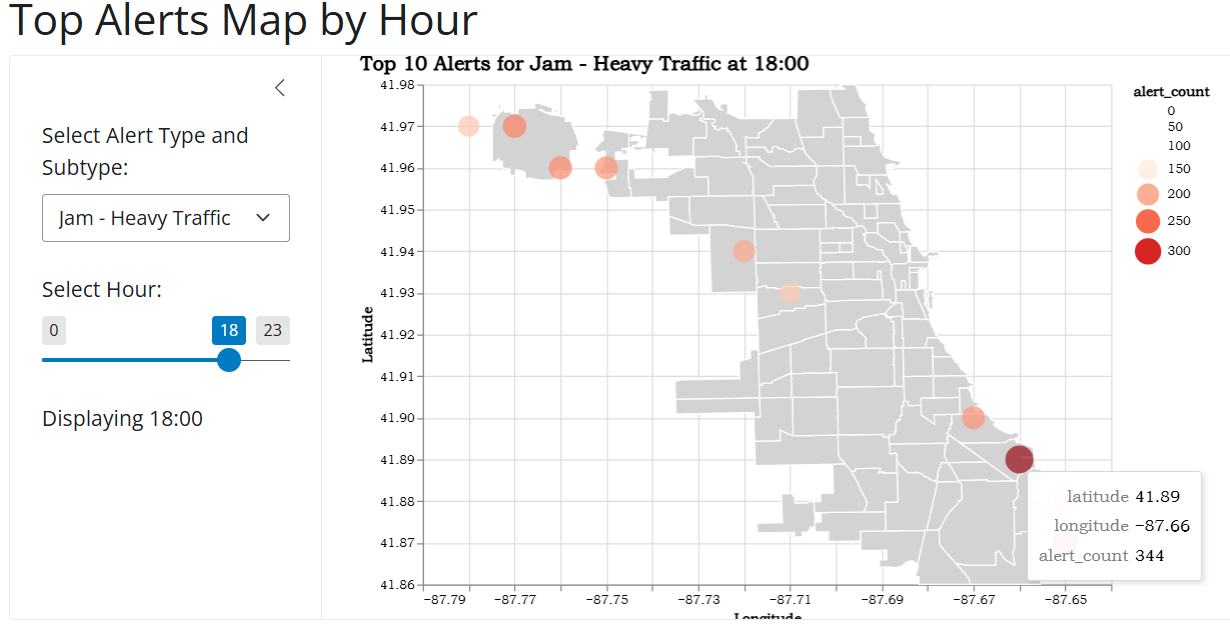 Top Alerts Map by Hour
Select Alert Type and
Subtype:
Jam - Heavy Traffic
Select Hour:
0
18
23
Displaying 18:00
Top 10 Alerts for Jam - Heavy Traffic at 18:00
41.98
41.97
41.96
41.95
41.94
41.93
41.92
41.91
41.90
41.89
41.88
41.87
41.86
Latitude
−87.79
−87.77
−87.75
−87.73
−87.71
−87.69
−87.67
−87.65
Longitude
alert_count
0
50
100
150
200
250
300
latitude 41.89
longitude −87.66
alert_count 344